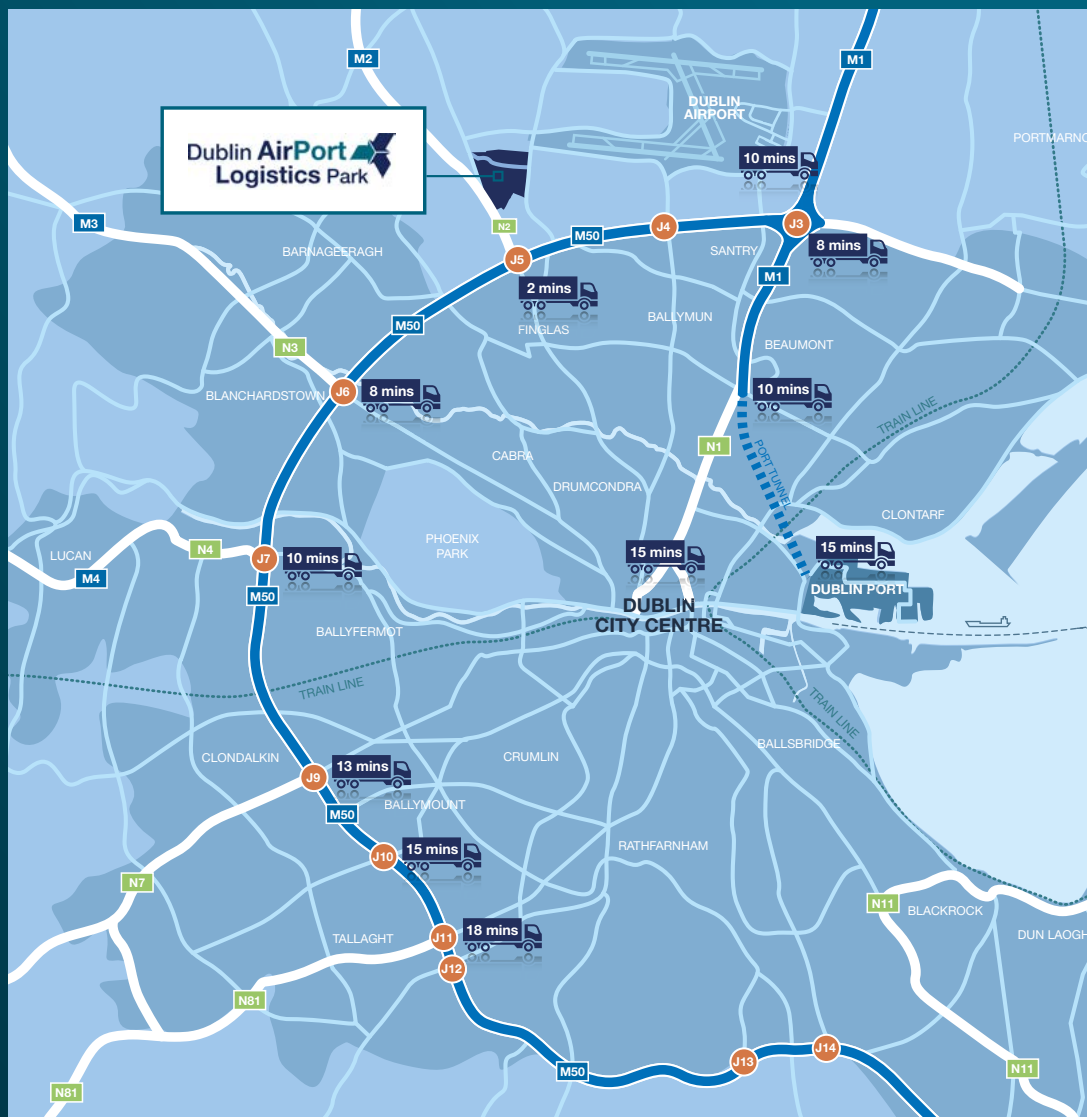 M2
M1
DUBLIN
AIRPORT
PORTMARNO
10 mins
Dublin AirPort
Logistics Park
M3
N2
J3
J4
M50
8 mins
BARNAGEERAGH
SANTRY
J5
M1
2 mins
BALLYMUN
M50
FINGLAS
BEAUMONT
N3
J6
8 mins
BLANCHARDSTOWN
10 mins
TRAIN LINE
N1
CABRA
PORT TUNNEL
DRUMCONDRA
CLONTARF
PHOENIX
PARK
LUCAN
N4
J7
10 mins
15 mins
15 mins
M4
DUBLIN PORT
M50
DUBLIN
CITY CENTRE
BALLYFERMOT
TRAIN LINE
TRAIN LINE
BALLSBRIDGE
CLONDALKIN
CRUMLIN
J9
13 mins
BALLYMOUNT
M50
RATHFARNHAM
J10
15 mins
N7
N11
BLACKROCK
TALLAGHT
J11
18 mins
DUN LAOGH
J12
N81
J14
J13
M50
N11
N81